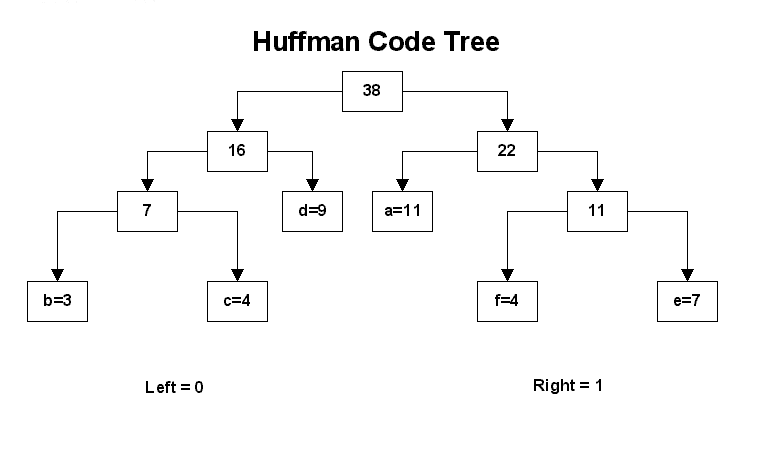 Huffman Code Tree
38
16
22
7
d=9
a=11
11
b=3
c=4
f=4
e=7
Left = 0
Right = 1